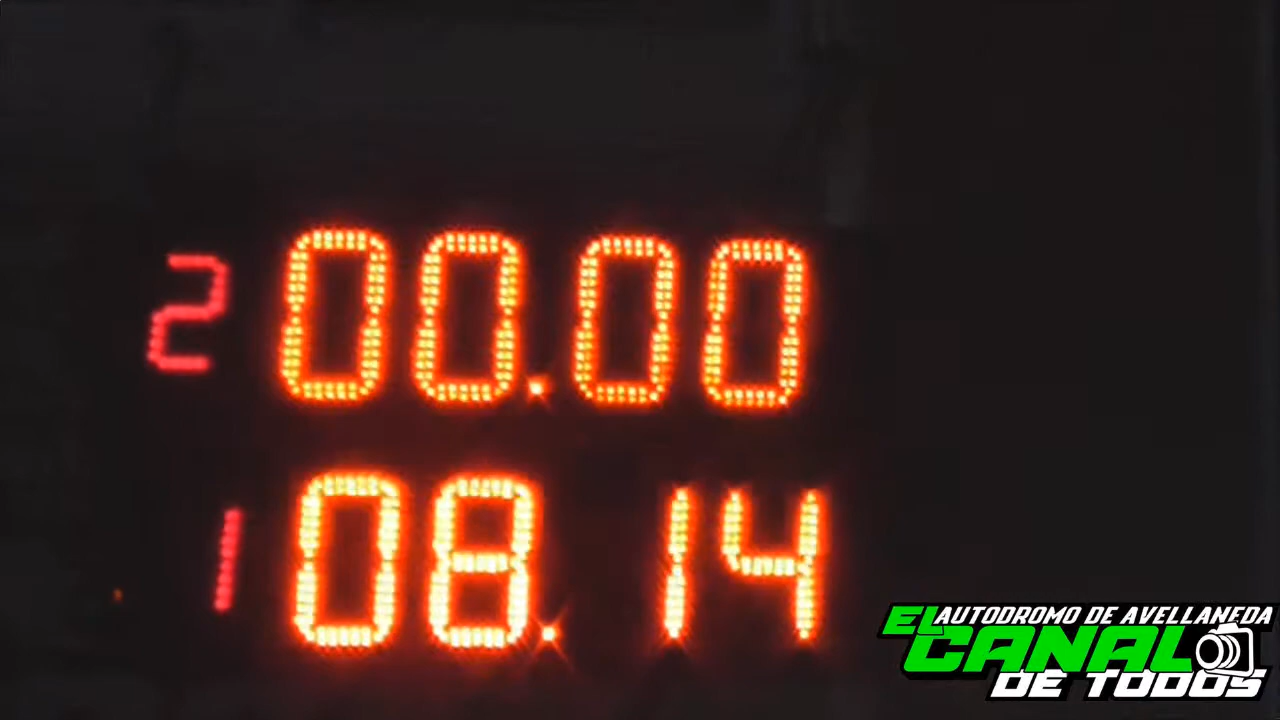 2 00.00
1 08.14
EL AUTODROMO DE AVELLANEDA
CANAL
DE TODOS